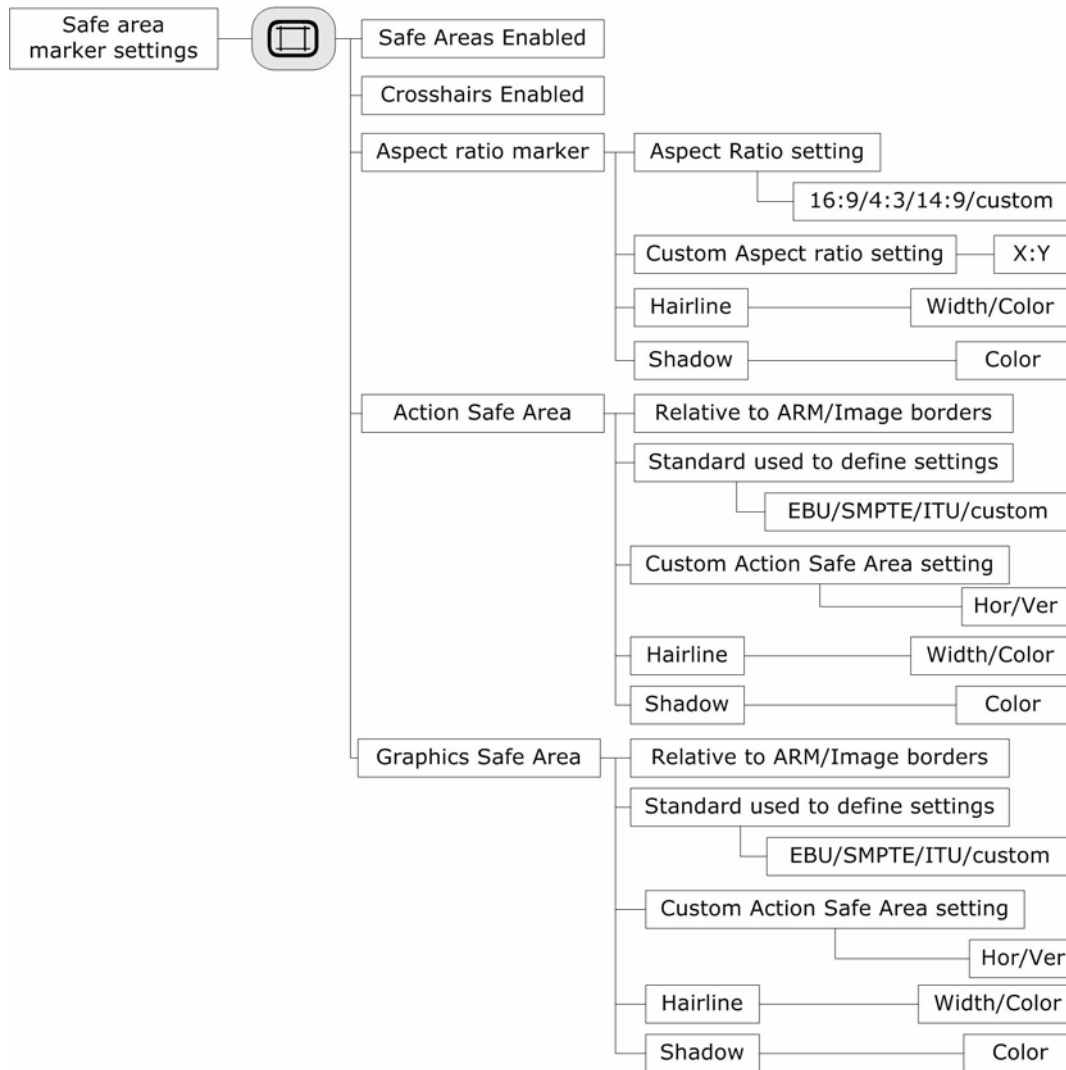 Safe area
marker settings
Safe Areas Enabled
Crosshairs Enabled
Aspect ratio marker
Aspect Ratio setting
16:9/4:3/14:9/custom
Custom Aspect ratio setting
X:Y
Hairline
Width/Color
Shadow
Color
Action Safe Area
Relative to ARM/Image borders
Standard used to define settings
EBU/SMPTE/ITU/custom
Custom Action Safe Area setting
Hor/Ver
Hairline
Width/Color
Shadow
Color
Graphics Safe Area
Relative to ARM/Image borders
Standard used to define settings
EBU/SMPTE/ITU/custom
Custom Action Safe Area setting
Hor/Ver
Hairline
Width/Color
Shadow
Color